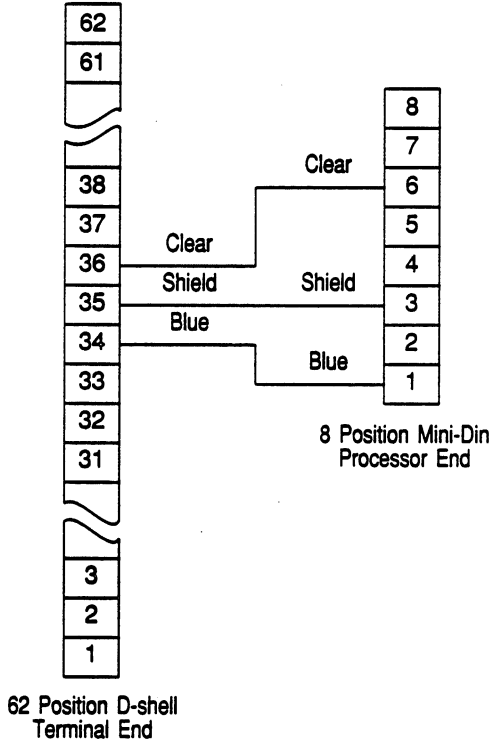 62
61
38
37
36
35
34
33
32
31
3
2
1
62 Position D-shell
Terminal End
Clear
Shield
Blue
Clear
Shield
Blue
8
7
6
5
4
3
2
1
8 Position Mini-Din
Processor End